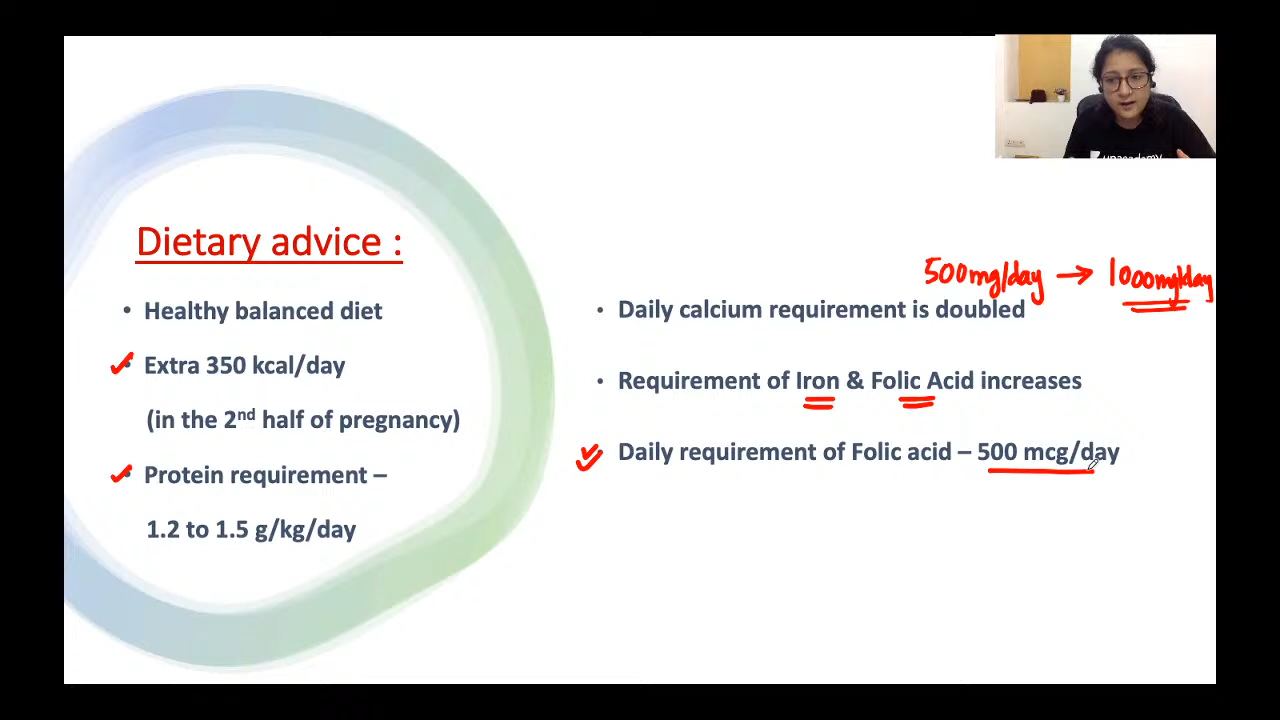 Dietary advice :
• Healthy balanced diet
• Extra 350 kcal/day
(in the 2nd half of pregnancy)
• Protein requirement –
1.2 to 1.5 g/kg/day
500mg/day → 1000mg/day
• Daily calcium requirement is doubled
• Requirement of Iron & Folic Acid increases
Daily requirement of Folic acid – 500 mcg/day